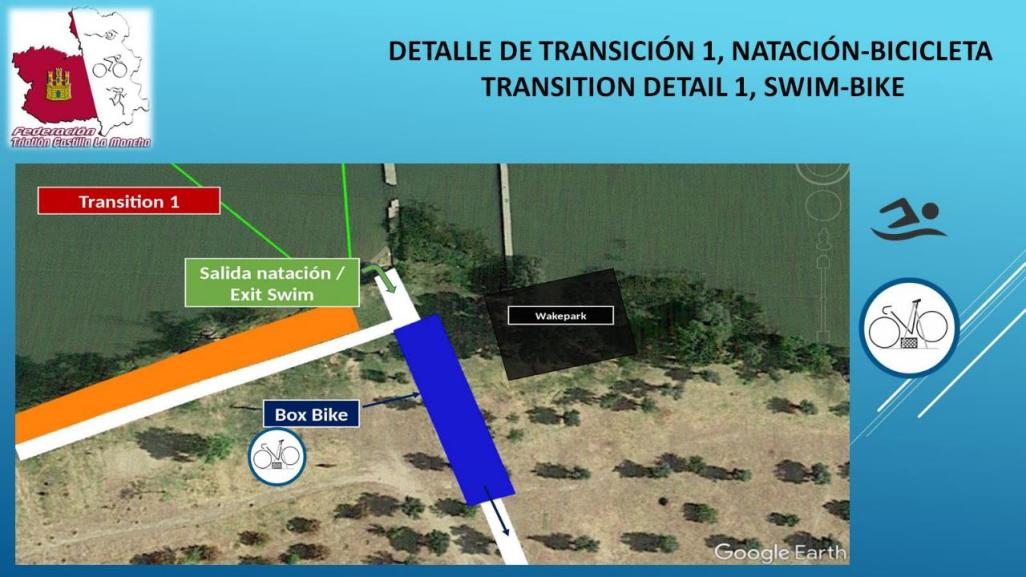 DETALLE DE TRANSICIÓN 1, NATACIÓN-BICICLETA
TRANSITION DETAIL 1, SWIM-BIKE
Federación
Triatlón Castilla La Mancha
Transition 1
Salida natación /
Exit Swim
Wakepark
Box Bike
Google Earth